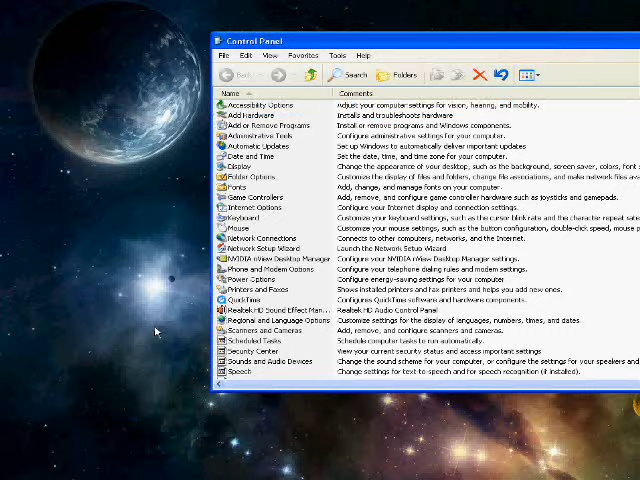 Control Panel
File Edit View Favorites Tools Help
Back Search Folders
Name Comments
Accessibility Options Adjust your computer settings for vision, hearing, and mobility.
Add Hardware Installs and troubleshoots hardware
Add or Remove Programs Install or remove programs and Windows components.
Administrative Tools Configure administrative settings for your computer.
Automatic Updates Set up Windows to automatically deliver important updates
Date and Time Set the date, time, and time zone for your computer.
Display Change the appearance of your desktop, such as the background, screen saver, colors, font s
Folder Options Customize the display of files and folders, change file associations, and make network files ava
Fonts Add, change, and manage fonts on your computer.
Game Controllers Add, remove, and configure game controller hardware such as joysticks and gamepads.
Internet Options Configure your Internet display and connection settings.
Keyboard Customize your keyboard settings, such as the cursor blink rate and the character repeat rate
Mouse Customize your mouse settings, such as the button configuration, double-click speed, mouse p
Network Connections Connects to other computers, networks, and the Internet.
Network Setup Wizard Launch the Network Setup Wizard
NVIDIA nView Desktop Manager Configure your NVIDIA nView Desktop Manager settings.
Phone and Modem Options Configure your telephone dialing rules and modem settings.
Power Options Configure energy-saving settings for your computer
Printers and Faxes Shows installed printers and fax printers and helps you add new ones.
QuickTime Configures QuickTime software and hardware components.
Realtek HD Sound Effect Man... Realtek HD Audio Control Panel
Regional and Language Options Customize settings for the display of languages, numbers, times, and dates.
Scanners and Cameras Add, remove, and configure scanners and cameras.
Scheduled Tasks Schedule computer tasks to run automatically.
Security Center View your current security status and access important settings
Sounds and Audio Devices Change the sound scheme for your computer, or configure the settings for your speakers and
Speech Change settings for text-to-speech and for speech recognition (if installed).